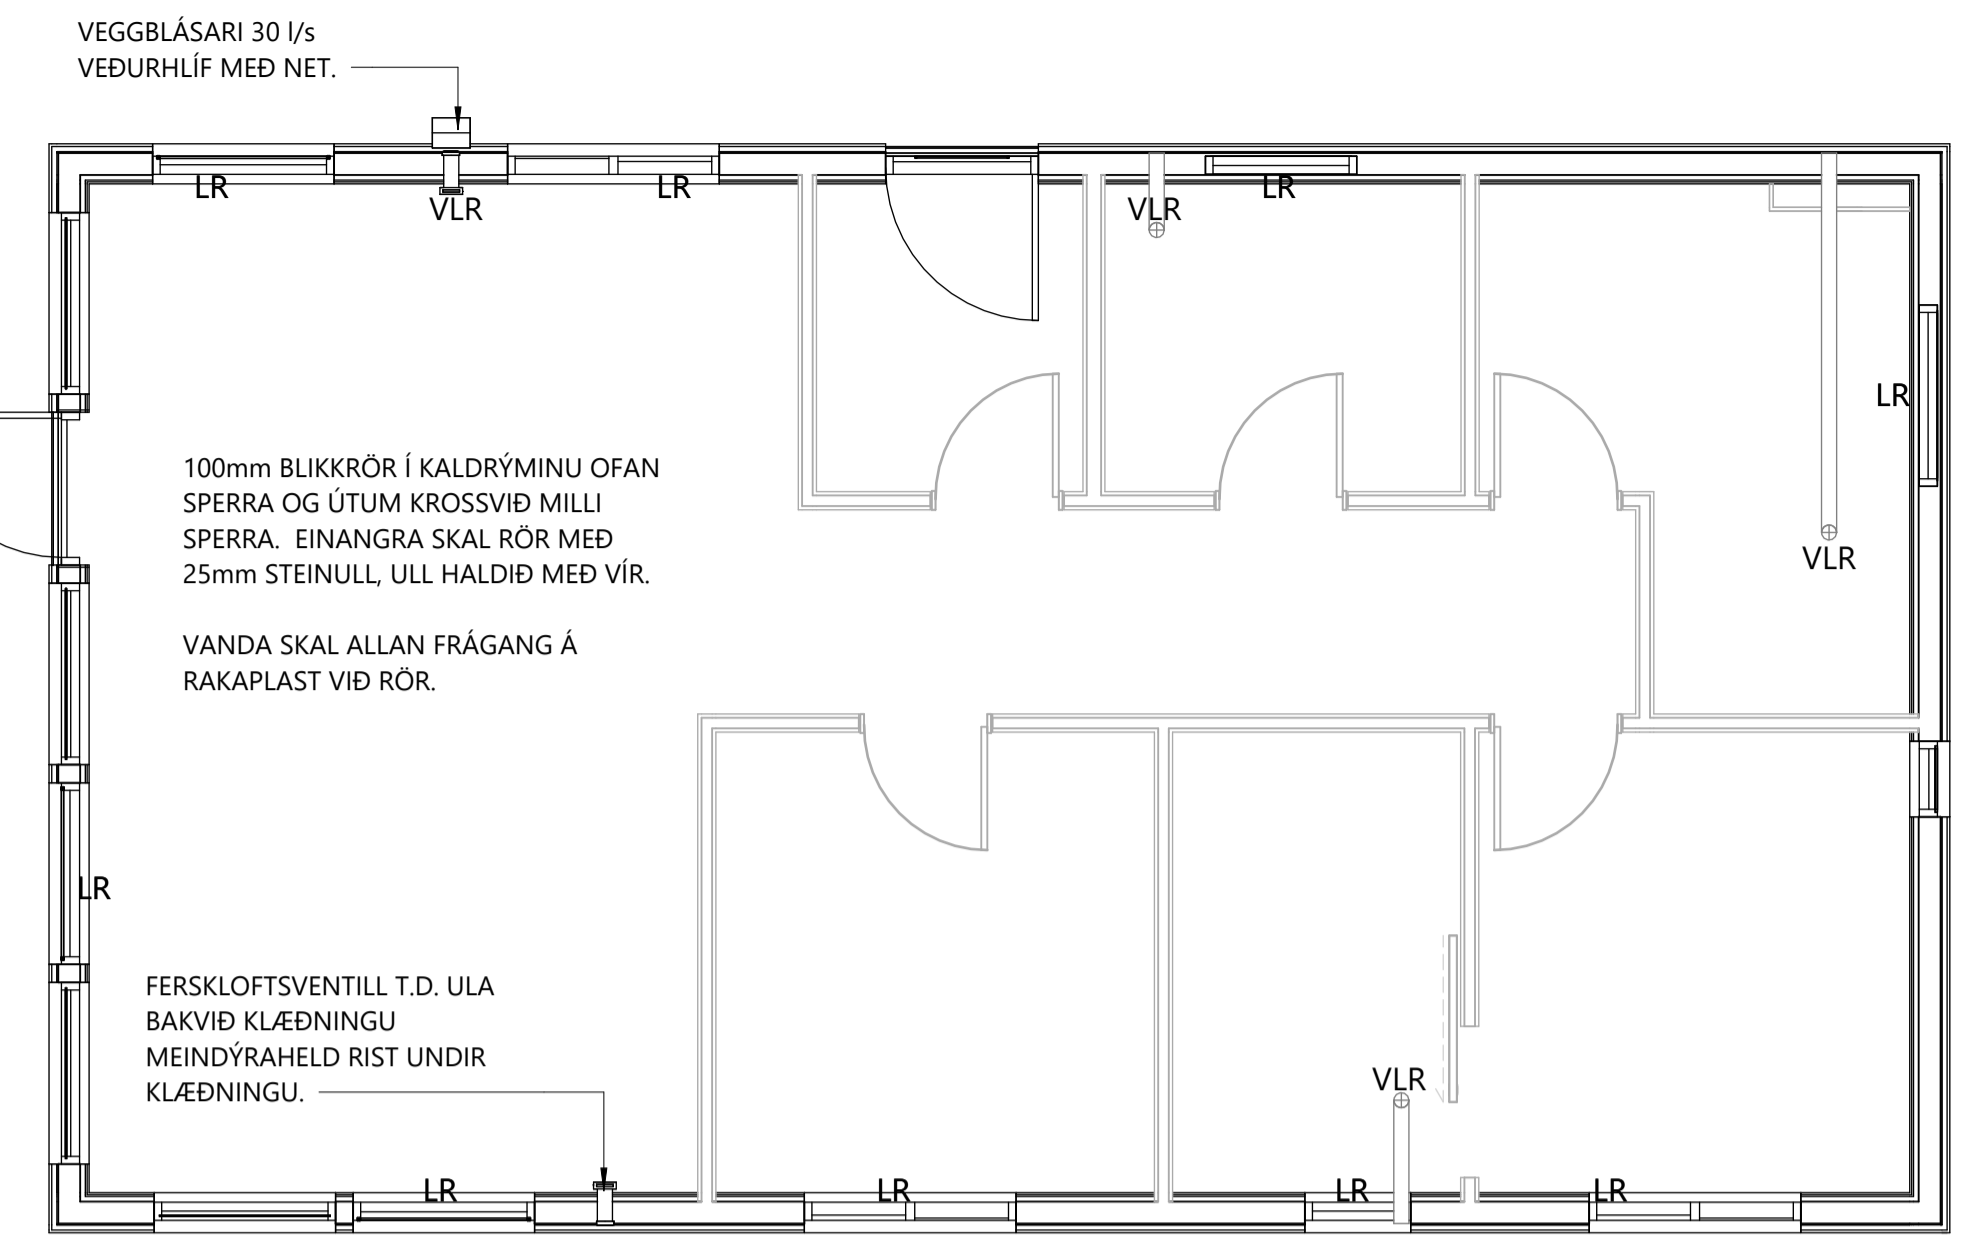 VEGGBLÁSARI 30 l/s
VEÐURHLÍF MEÐ NET.
LR
VLR
LR
VLR
LR
LR
100mm BLIKKRÖR Í KALDRÝMINU OFAN
SPERRA OG ÚTUM KROSSVIÐ MILLI
SPERRA. EINANGRA SKAL RÖR MEÐ
25mm STEINULL, ULL HALDIÐ MEÐ VÍR.
VLR
VANDA SKAL ALLAN FRÁGANG Á
RAKAPLAST VIÐ RÖR.
LR
FERSKLOFTSVENTILL T.D. ULA
BAKVIÐ KLÆÐNINGU
MEINDÝRAHELD RIST UNDIR
KLÆÐNINGU.
VLR
LR
LR
LR
LR